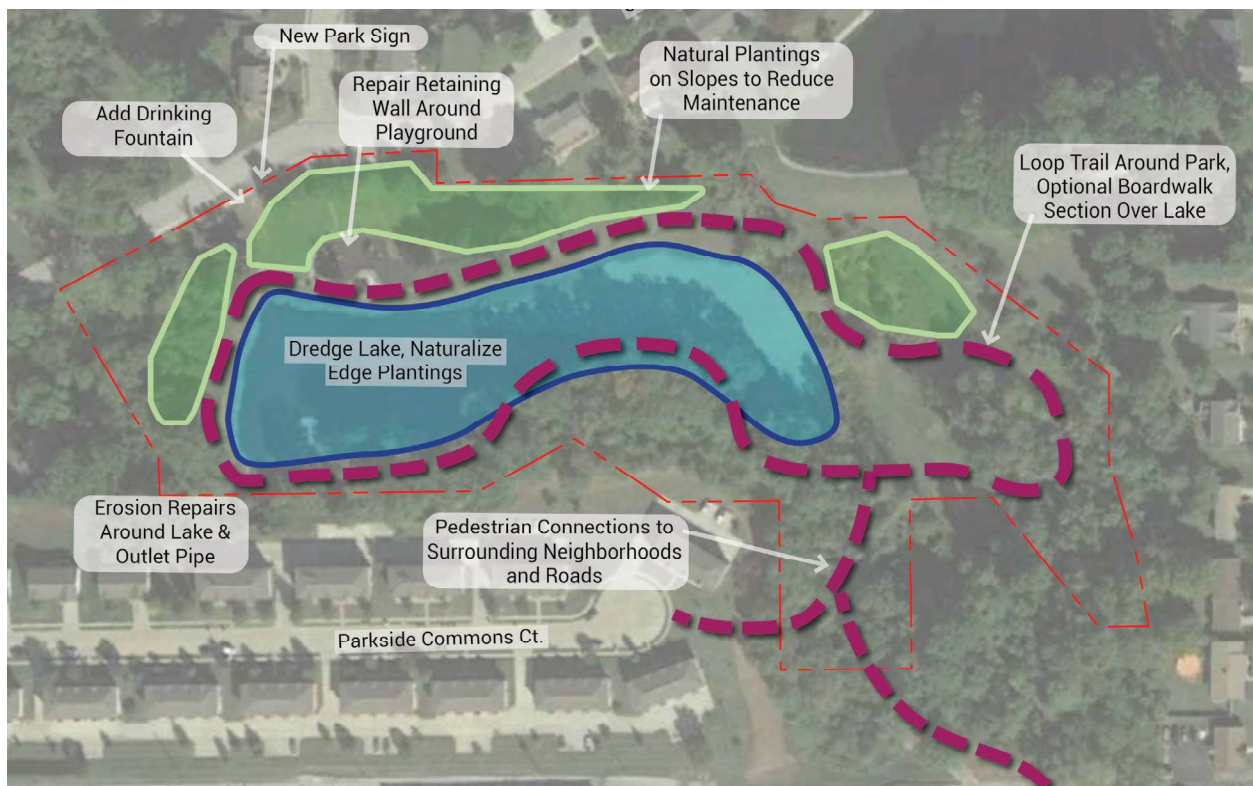 New Park Sign
Natural Plantings
on Slopes to Reduce
Maintenance
Repair Retaining
Wall Around
Playground
Add Drinking
Fountain
Loop Trail Around Park,
Optional Boardwalk
Section Over Lake
Dredge Lake, Naturalize
Edge Plantings
Erosion Repairs
Around Lake &
Outlet Pipe
Pedestrian Connections to
Surrounding Neighborhoods
and Roads
Parkside Commons Ct.